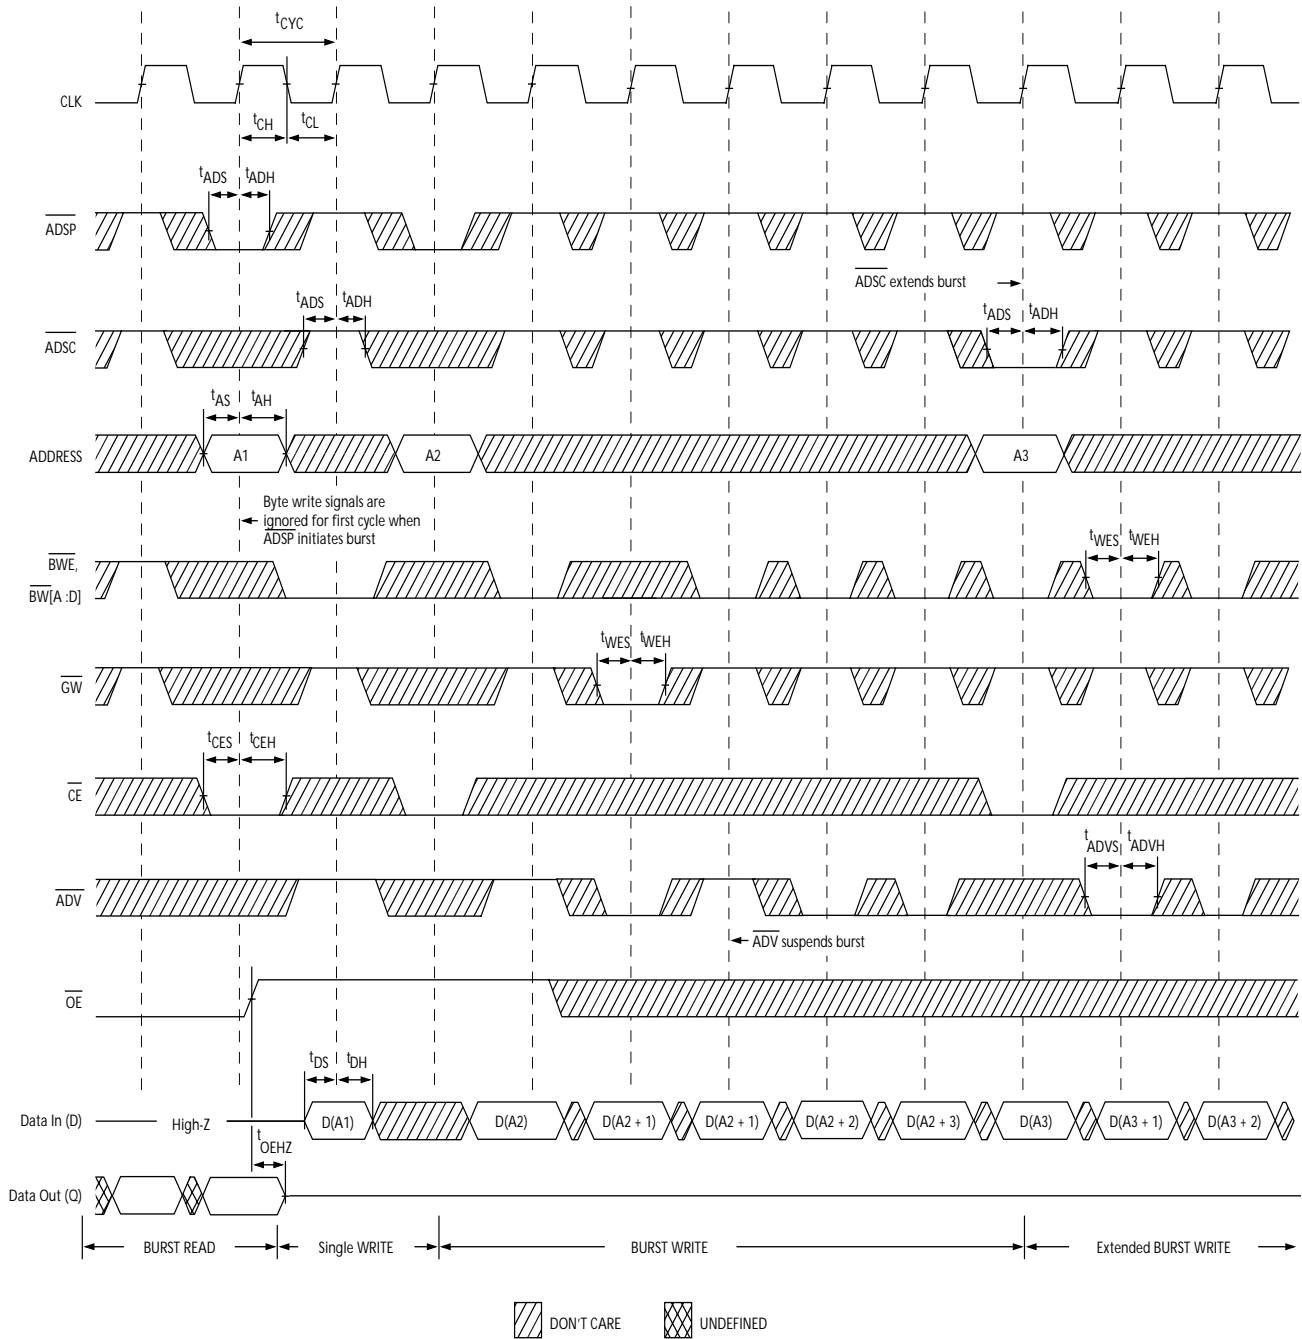 tCYC
CLK
tCH
tCL
tADS
tADH
ADSP
ADSC extends burst
tADS
tADH
tADS
tADH
ADSC
tAS
tAH
ADDRESS
A1
A2
A3
Byte write signals are
ignored for first cycle when
ADSP initiates burst
tWES
tWEH
BWE,
BW[A :D]
tWES
tWEH
GW
tCES
tCEH
CE
tADVS
tADVH
ADV
ADV suspends burst
OE
tDS
tDH
Data In (D)
High-Z
D(A1)
D(A2)
D(A2 + 1)
D(A2 + 1)
D(A2 + 2)
D(A2 + 3)
D(A3)
D(A3 + 1)
D(A3 + 2)
tOEHZ
Data Out (Q)
BURST READ
Single WRITE
BURST WRITE
Extended BURST WRITE
DON'T CARE
UNDEFINED